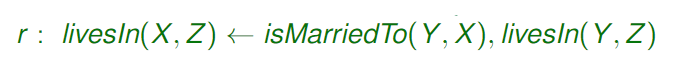 r : livesIn(X, Z) ← isMarriedTo(Y, X), livesIn(Y, Z)